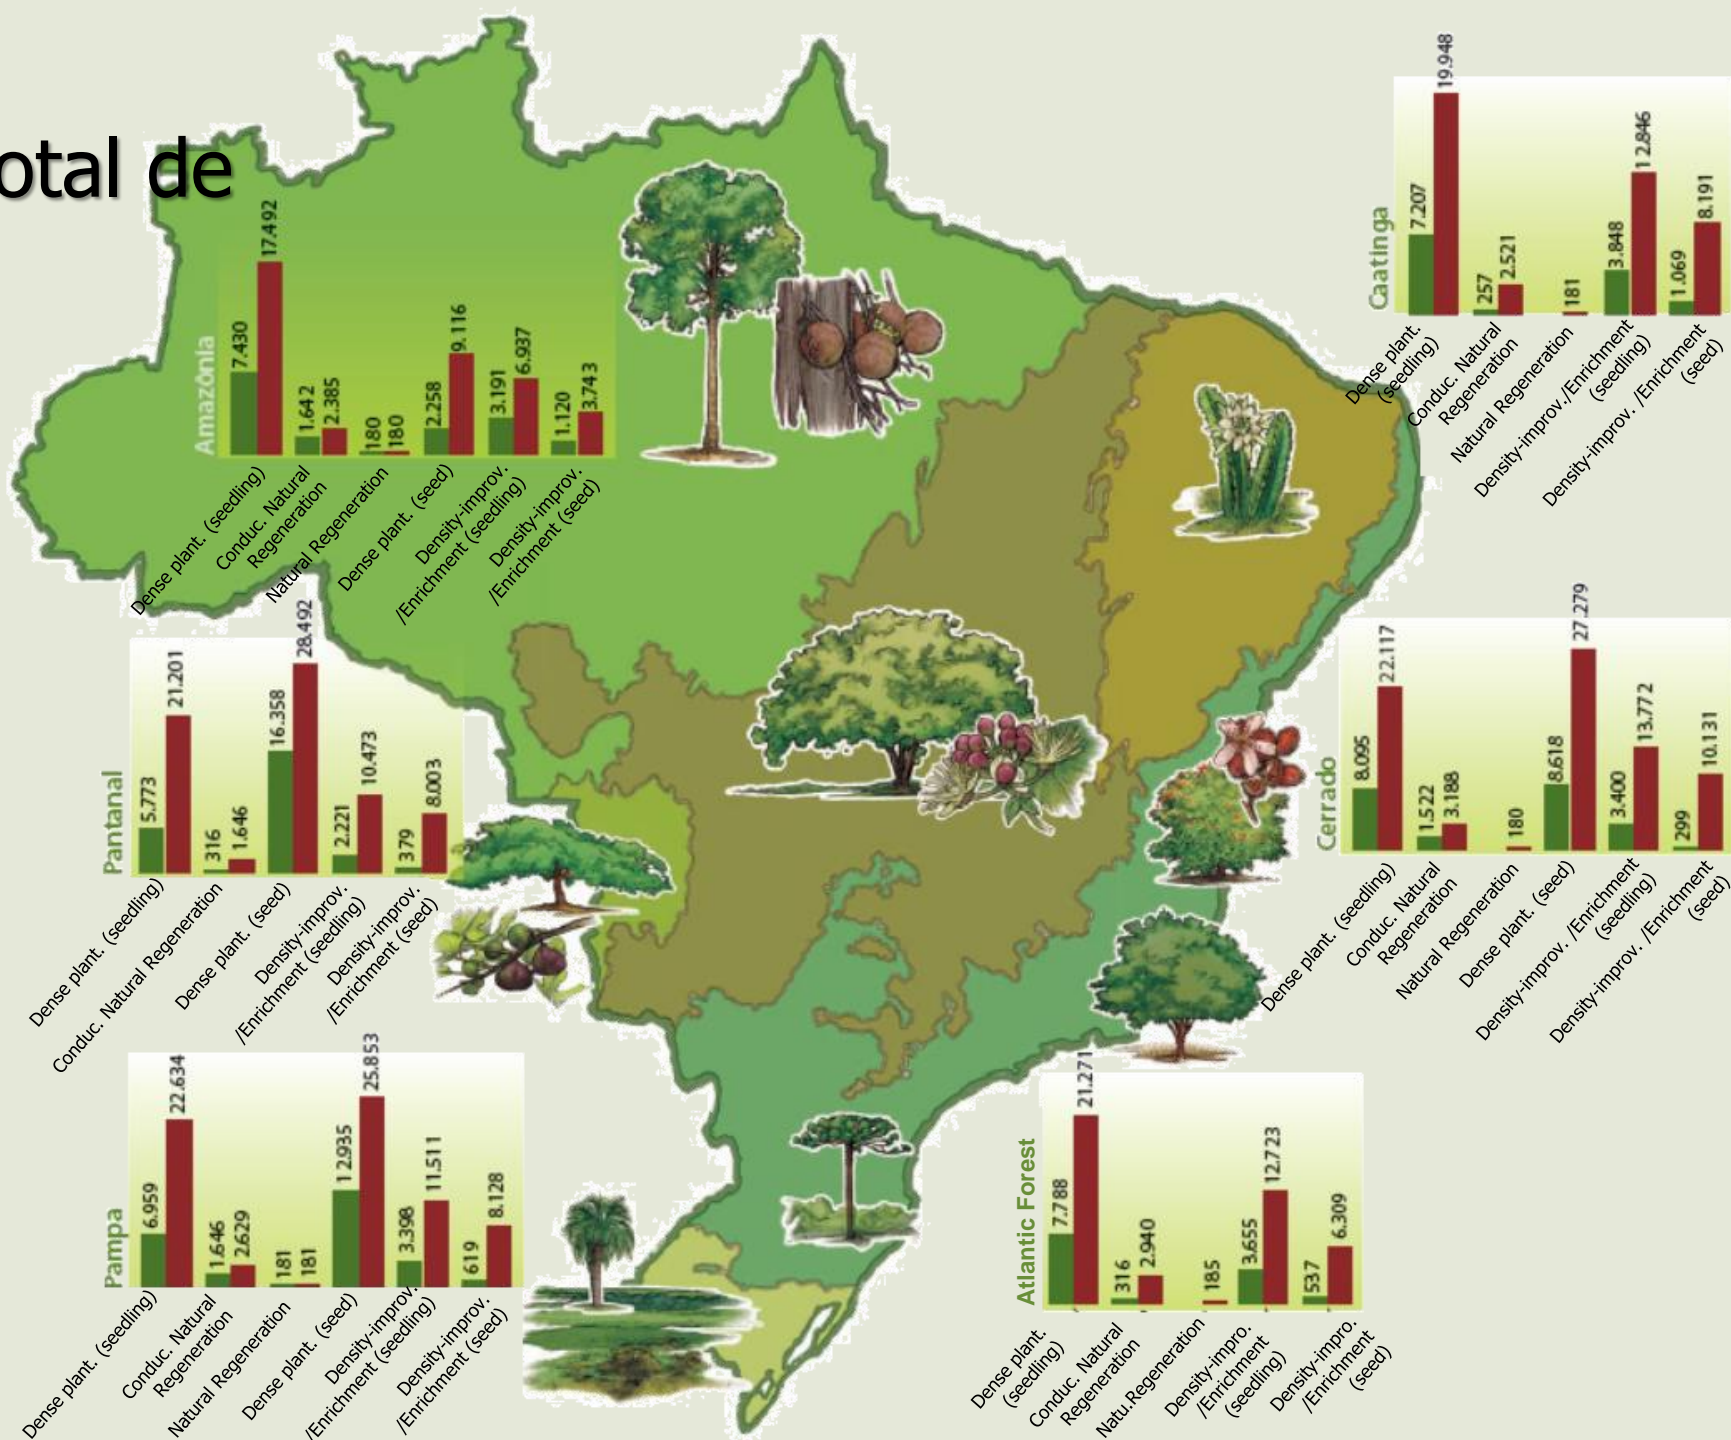 otal de
Amazônia
7.430
17.492
1.642
2.385
180
180
2.258
9.116
3.191
6.937
1.120
3.743
Dense plant. (seedling)
Conduc. Natural
Regeneration
Natural Regeneration
Dense plant. (seed)
Density-improv.
/Enrichment (seedling)
Density-improv.
/Enrichment (seed)
Caatinga
7.207
19.948
257
2.521
181
3.848
12.846
1.069
8.191
Dense plant.
(seedling)
Conduc. Natural
Regeneration
Natural Regeneration
Density-improv./Enrichment
(seedling)
Density-improv. /Enrichment
(seed)
Pantanal
5.773
21.201
316
1.646
16.358
28.492
2.221
10.473
379
8.003
Dense plant. (seedling)
Conduc. Natural Regeneration
Dense plant. (seed)
Density-improv.
/Enrichment (seedling)
Density-improv.
/Enrichment (seed)
Cerrado
8.095
22.117
1.522
3.188
180
8.618
27.279
3.400
13.772
299
10.131
Dense plant. (seedling)
Conduc. Natural
Regeneration
Natural Regeneration
Dense plant. (seed)
Density-improv. /Enrichment
(seedling)
Density-improv. /Enrichment
(seed)
Pampa
6.959
22.634
1.646
2.629
181
181
12.935
25.853
3.398
11.511
619
8.128
Dense plant. (seedling)
Conduc. Natural
Regeneration
Natural Regeneration
Dense plant. (seed)
Density-improv.
/Enrichment (seedling)
Density-improv.
/Enrichment (seed)
Atlantic Forest
7.788
21.271
316
2.940
185
3.655
12.723
537
6.309
Dense plant.
(seedling)
Conduc. Natural
Regeneration
Natu.Regeneration
Density-impro.
/Enrichment
(seedling)
Density-impro.
/Enrichment
(seed)